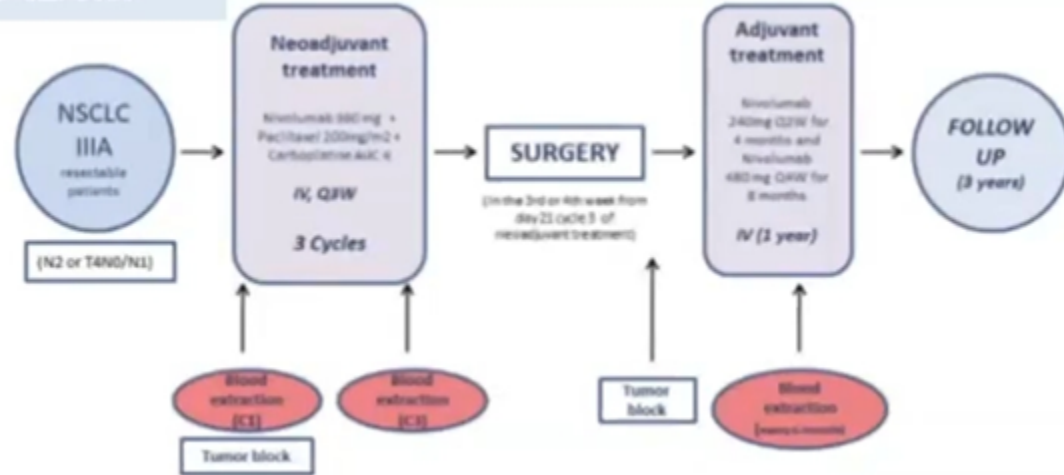 NSCLC
IIIA
resectable
patients
(N2 or T4N0/N1)
Neoadjuvant
treatment
Nivolumab 360 mg +
Paclitaxel 200mg/m2 +
Carboplatine AUC 6
IV, Q3W
3 Cycles
SURGERY
(In the 3rd or 4th week from
day 21 cycle 3 of
neoadjuvant treatment)
Adjuvant
treatment
Nivolumab
240mg Q2W for
4 months and
Nivolumab
480 mg Q4W for
8 months
IV (1 year)
FOLLOW
UP
(3 years)
Blood
extraction
(C1)
Tumor block
Blood
extraction
(C3)
Tumor
block
Blood
extraction